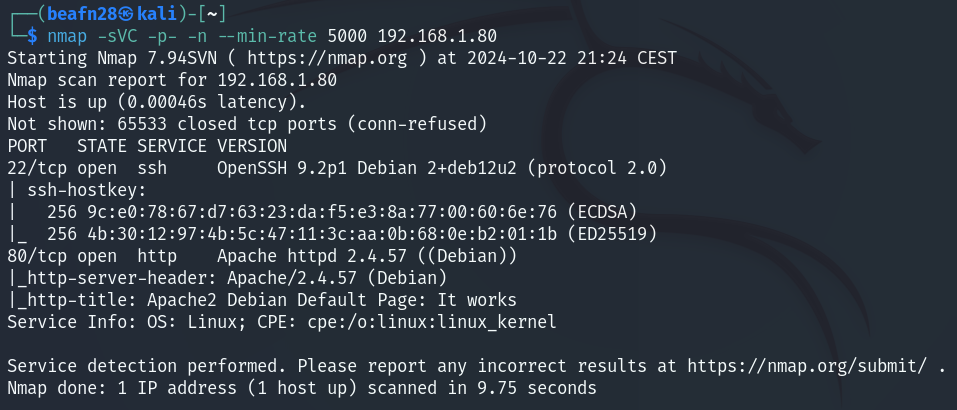 ┌──(beafn28㉿kali)-[~]
└─$ nmap -sVC -p- -n --min-rate 5000 192.168.1.80
Starting Nmap 7.94SVN ( https://nmap.org ) at 2024-10-22 21:24 CEST
Nmap scan report for 192.168.1.80
Host is up (0.00046s latency).
Not shown: 65533 closed tcp ports (conn-refused)
PORT   STATE SERVICE VERSION
22/tcp open  ssh     OpenSSH 9.2p1 Debian 2+deb12u2 (protocol 2.0)
| ssh-hostkey:
|   256 9c:e0:78:67:d7:63:23:da:f5:e3:8a:77:00:60:6e:76 (ECDSA)
|_  256 4b:30:12:97:4b:5c:47:11:3c:aa:0b:68:0e:b2:01:1b (ED25519)
80/tcp open  http    Apache httpd 2.4.57 ((Debian))
|_http-server-header: Apache/2.4.57 (Debian)
|_http-title: Apache2 Debian Default Page: It works
Service Info: OS: Linux; CPE: cpe:/o:linux:linux_kernel

Service detection performed. Please report any incorrect results at https://nmap.org/submit/ .
Nmap done: 1 IP address (1 host up) scanned in 9.75 seconds